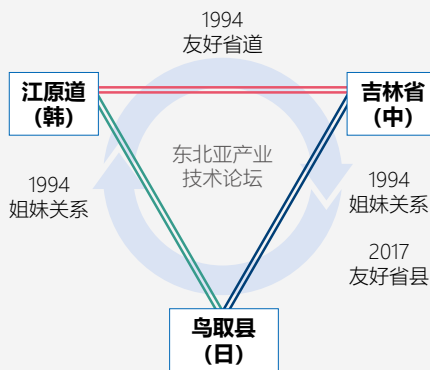 1994
友好省道
江原道
（韩）
吉林省
（中）
东北亚产业
技术论坛
1994
姐妹关系
1994
姐妹关系
2017
友好省县
鸟取县
（日）